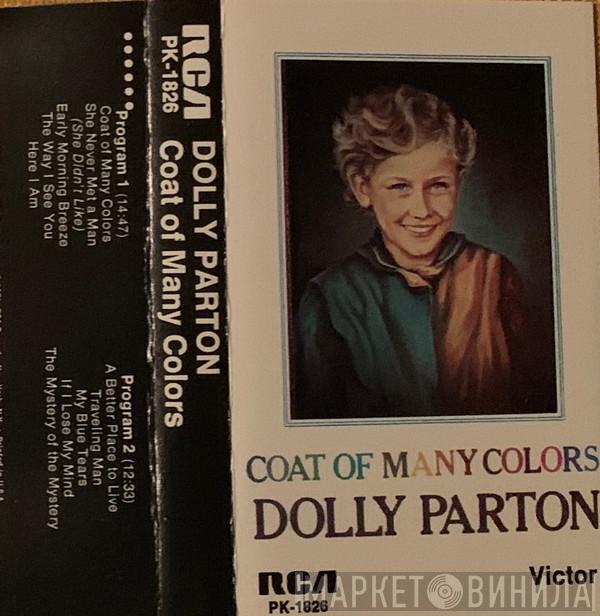 Program 1 (14:47)
Coat of Many Colors
She Never Met a Man
(She Didn't Like)
Early Morning Breeze
The Way I See You
Here I Am
Program 2 (12:33)
A Better Place to Live
Traveling Man
My Blue Tears
If I Lose My Mind
The Mystery of the Mystery
RCA
PK-1826
DOLLY PARTON
Coat of Many Colors
COAT OF MANY COLORS
DOLLY PARTON
RCA
Victor
PK-1826
МАРКЕТ ВИНИЛА